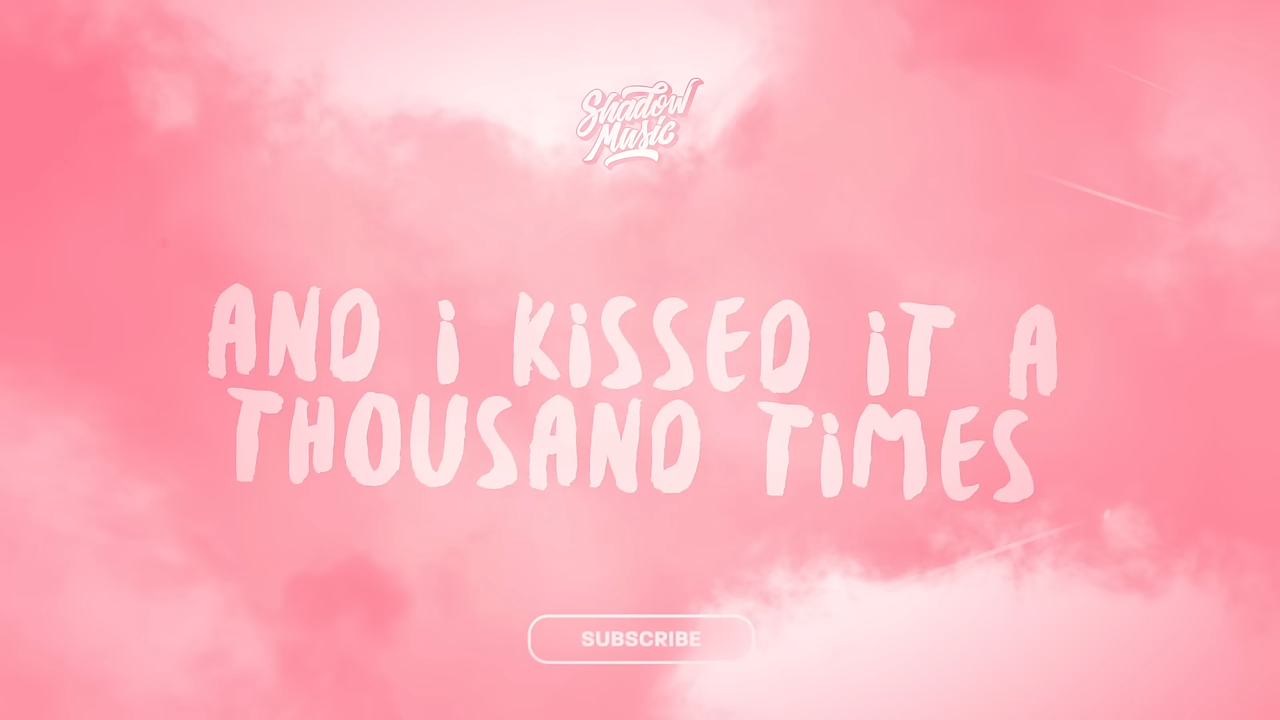 Shadow
Music
AND i KiSSED iT A
THOUSAND TiMES
SUBSCRIBE